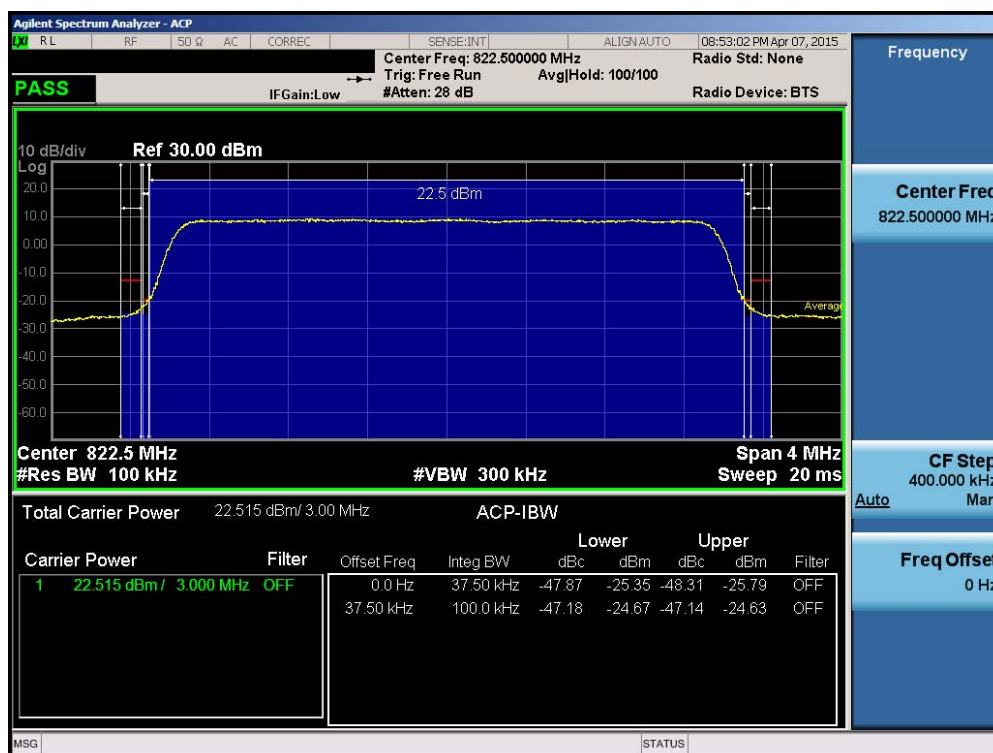 Agilent Spectrum Analyzer - ACP
LXI RL RF 50 Ω AC CORREC SENSE:INT ALIGN AUTO 08:53:02 PM Apr 07, 2015
Center Freq: 822.500000 MHz Radio Std: None
Trig: Free Run Avg|Hold: 100/100
PASS IFGain:Low #Atten: 28 dB Radio Device: BTS
10 dB/div Ref 30.00 dBm
Log
20.0
22.5 dBm
10.0
0.00
-10.0
-20.0
Average
-30.0
-40.0
-50.0
-60.0
Center 822.5 MHz Span 4 MHz
#Res BW 100 kHz #VBW 300 kHz Sweep 20 ms
Total Carrier Power 22.515 dBm/ 3.00 MHz ACP-IBW
Lower Upper
Carrier Power Filter Offset Freq Integ BW dBc dBm dBc dBm Filter
1 22.515 dBm / 3.000 MHz OFF 0.0 Hz 37.50 kHz -47.87 -25.35 -48.31 -25.79 OFF
37.50 kHz 100.0 kHz -47.18 -24.67 -47.14 -24.63 OFF
MSG STATUS
Frequency
Center Freq
822.500000 MHz
CF Step
400.000 kHz
Auto Man
Freq Offset
0 Hz